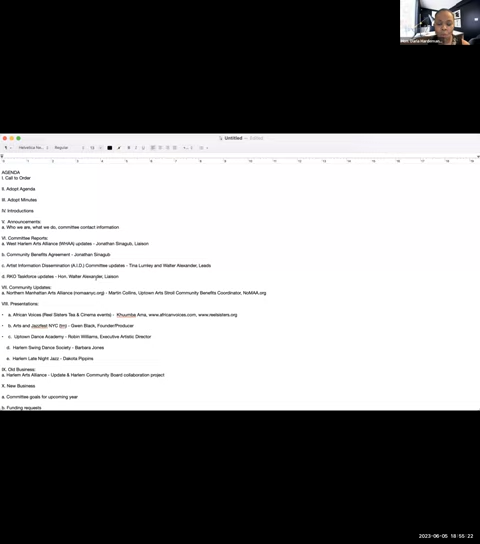 Untitled — Edited
Regular
AGENDA
I. Call to Order
II. Adopt Agenda
III. Adopt Minutes
IV. Introductions
V. Announcements:
a. Who we are, what we do, committee contact information
VI. Committee Reports:
a. West Harlem Arts Alliance (WHAA) updates - Jonathan Sinagub, Liaison
b. Community Benefits Agreement - Jonathan Sinagub
c. Artist Information Dissemination (A.I.D.) Committee updates - Tina Lumley and Walter Alexander, Leads
d. RKO Taskforce updates - Hon. Walter Alexander, Liaison
VII. Community Updates:
a. Northern Manhattan Arts Alliance (nomaanyc.org) - Martin Collins, Uptown Arts Stroll Community Benefits Coordinator, NoMAA.org
VIII. Presentations:
• a. African Voices (Reel Sisters Tea & Cinema events) - Khuumba Ama, www.africanvoices.com, www.reelsisters.org
• b. Arts and Jazzfest NYC - Gwen Black, Founder/Producer
• c. Uptown Dance Academy - Robin Williams, Executive Artistic Director
d. Harlem Swing Dance Society - Barbara Jones
e. Harlem Late Night Jazz - Dakota Pippins
IX. Old Business:
a. Harlem Arts Alliance - Update & Harlem Community Board collaboration project
X. New Business
a. Committee goals for upcoming year
b. Funding requests
2023-06-05 18:55:22